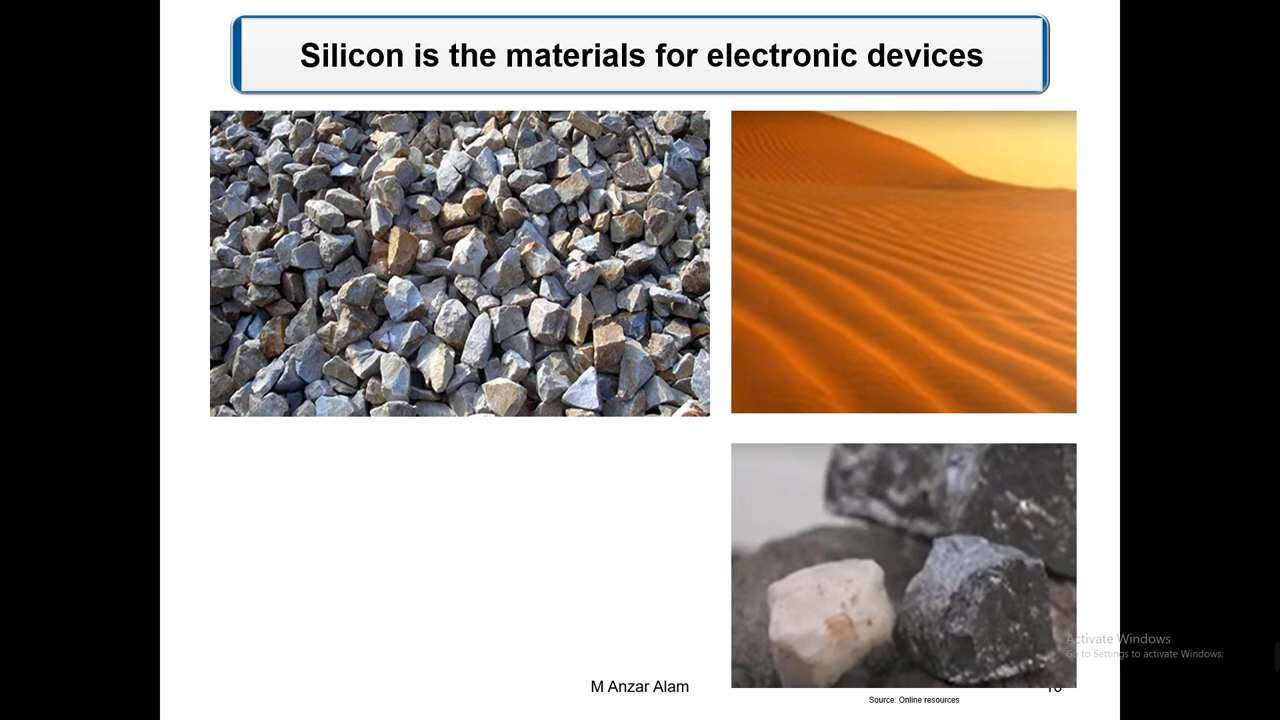 Silicon is the materials for electronic devices
Activate Windows
Go to Settings to activate Windows.
M Anzar Alam
Source: Online resources